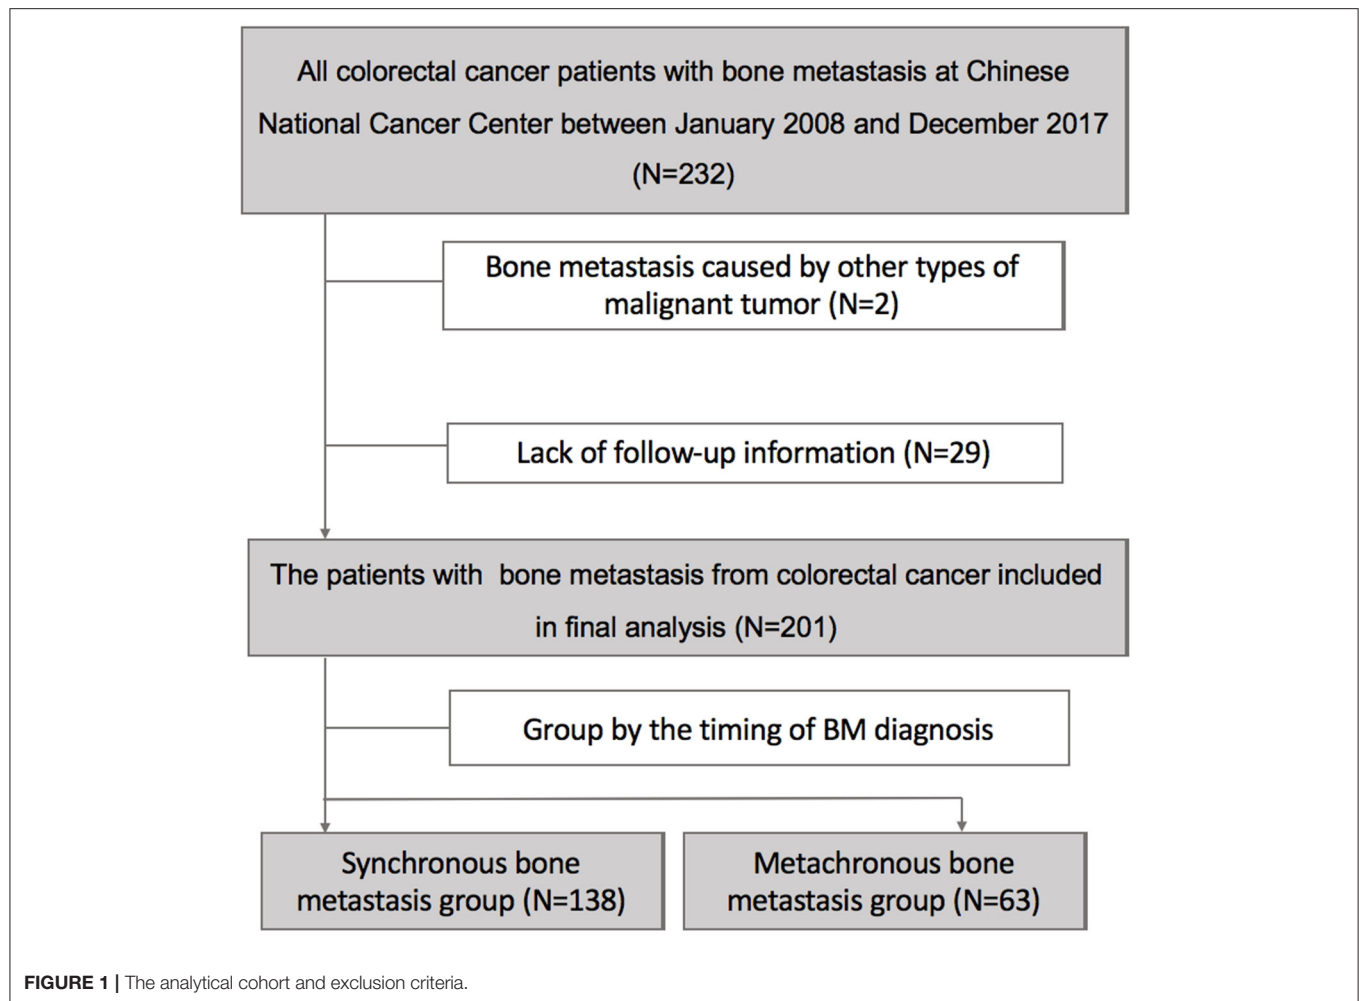 All colorectal cancer patients with bone metastasis at Chinese
National Cancer Center between January 2008 and December 2017
(N=232)
Bone metastasis caused by other types of
malignant tumor (N=2)
Lack of follow-up information (N=29)
The patients with  bone metastasis from colorectal cancer included
in final analysis (N=201)
Group by the timing of BM diagnosis
Synchronous bone
metastasis group (N=138)
Metachronous bone
metastasis group (N=63)
FIGURE 1 | The analytical cohort and exclusion criteria.